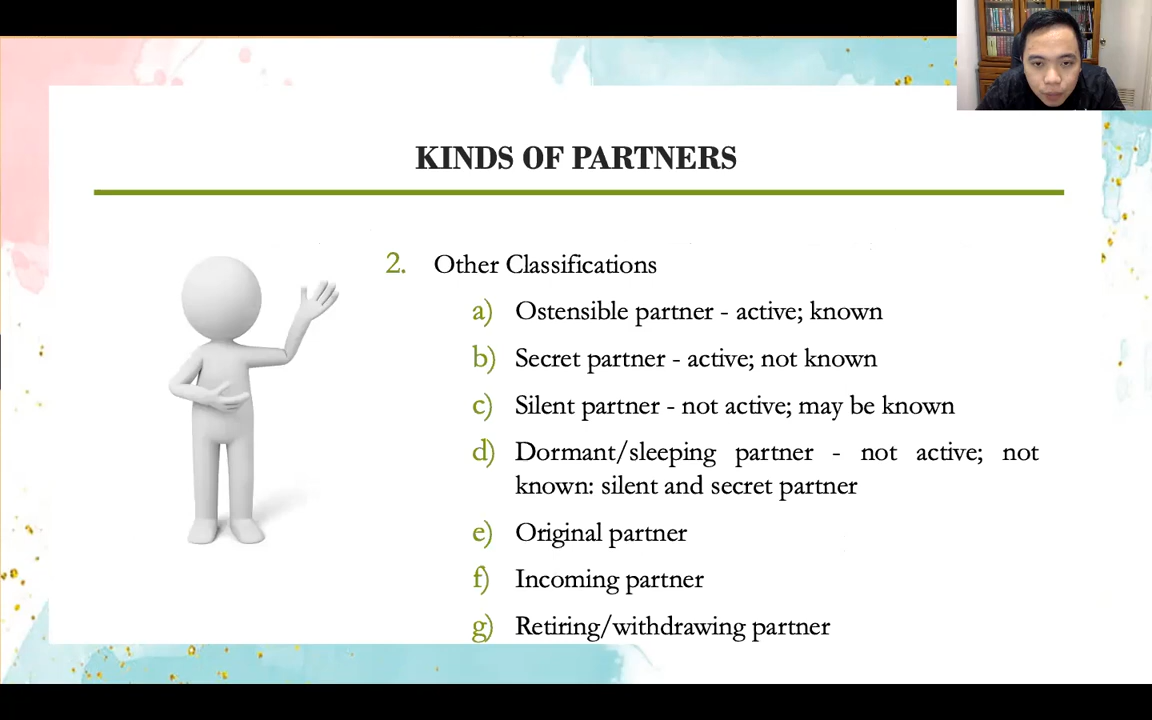 KINDS OF PARTNERS
2. Other Classifications
a) Ostensible partner - active; known
b) Secret partner - active; not known
c) Silent partner - not active; may be known
d) Dormant/sleeping partner - not active; not
known: silent and secret partner
e) Original partner
f) Incoming partner
g) Retiring/withdrawing partner